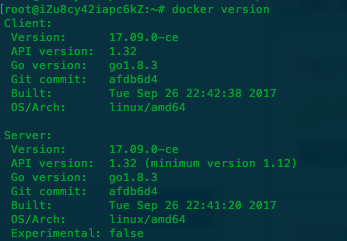 [root@iZu8cy42iapc6kZ:~# docker version
Client:
Version: 17.09.0-ce
API version: 1.32
Go version: go1.8.3
Git commit: afdb6d4
Built: Tue Sep 26 22:42:38 2017
OS/Arch: linux/amd64
Server:
Version: 17.09.0-ce
API version: 1.32 (minimum version 1.12)
Go version: go1.8.3
Git commit: afdb6d4
Built: Tue Sep 26 22:41:20 2017
OS/Arch: linux/amd64
Experimental: false